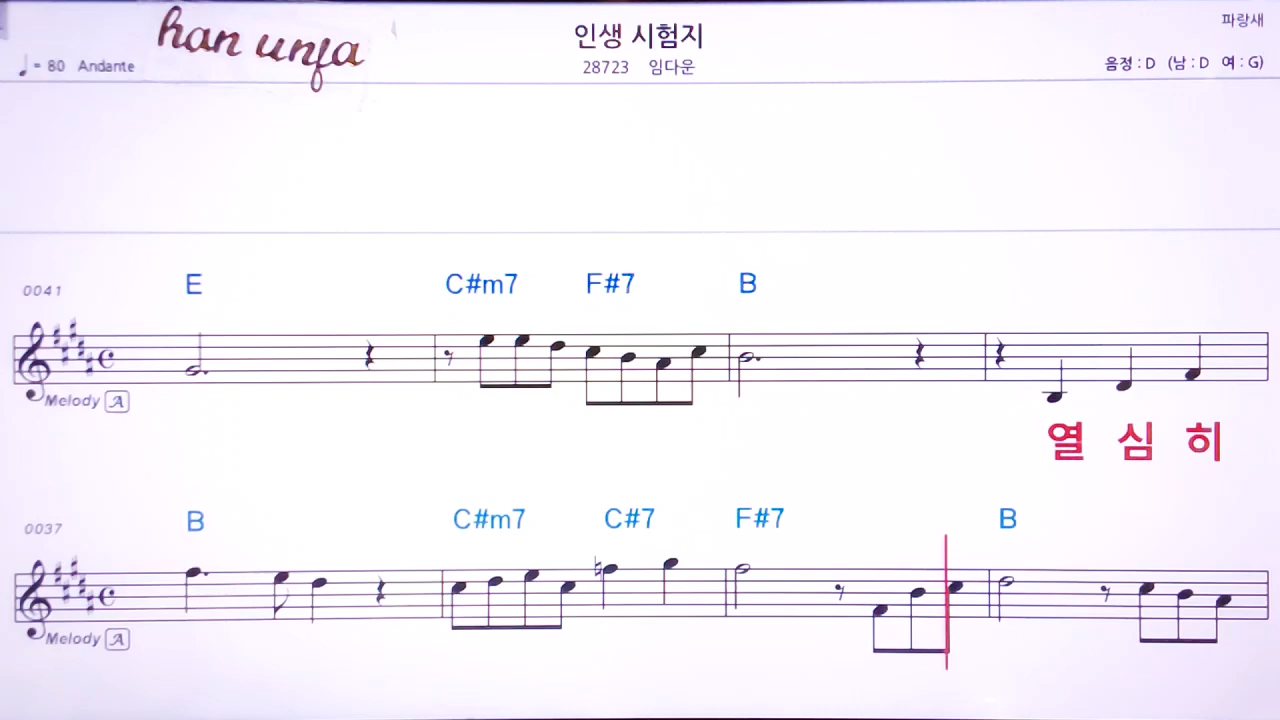 han unfa
인생 시험지
파랑새
♩= 80 Andante
28723 임다운
음정 : D (남 : D 여 : G)
0041
E C#m7 F#7 B
Melody A
열 심 히
0037
B C#m7 C#7 F#7 B
Melody A